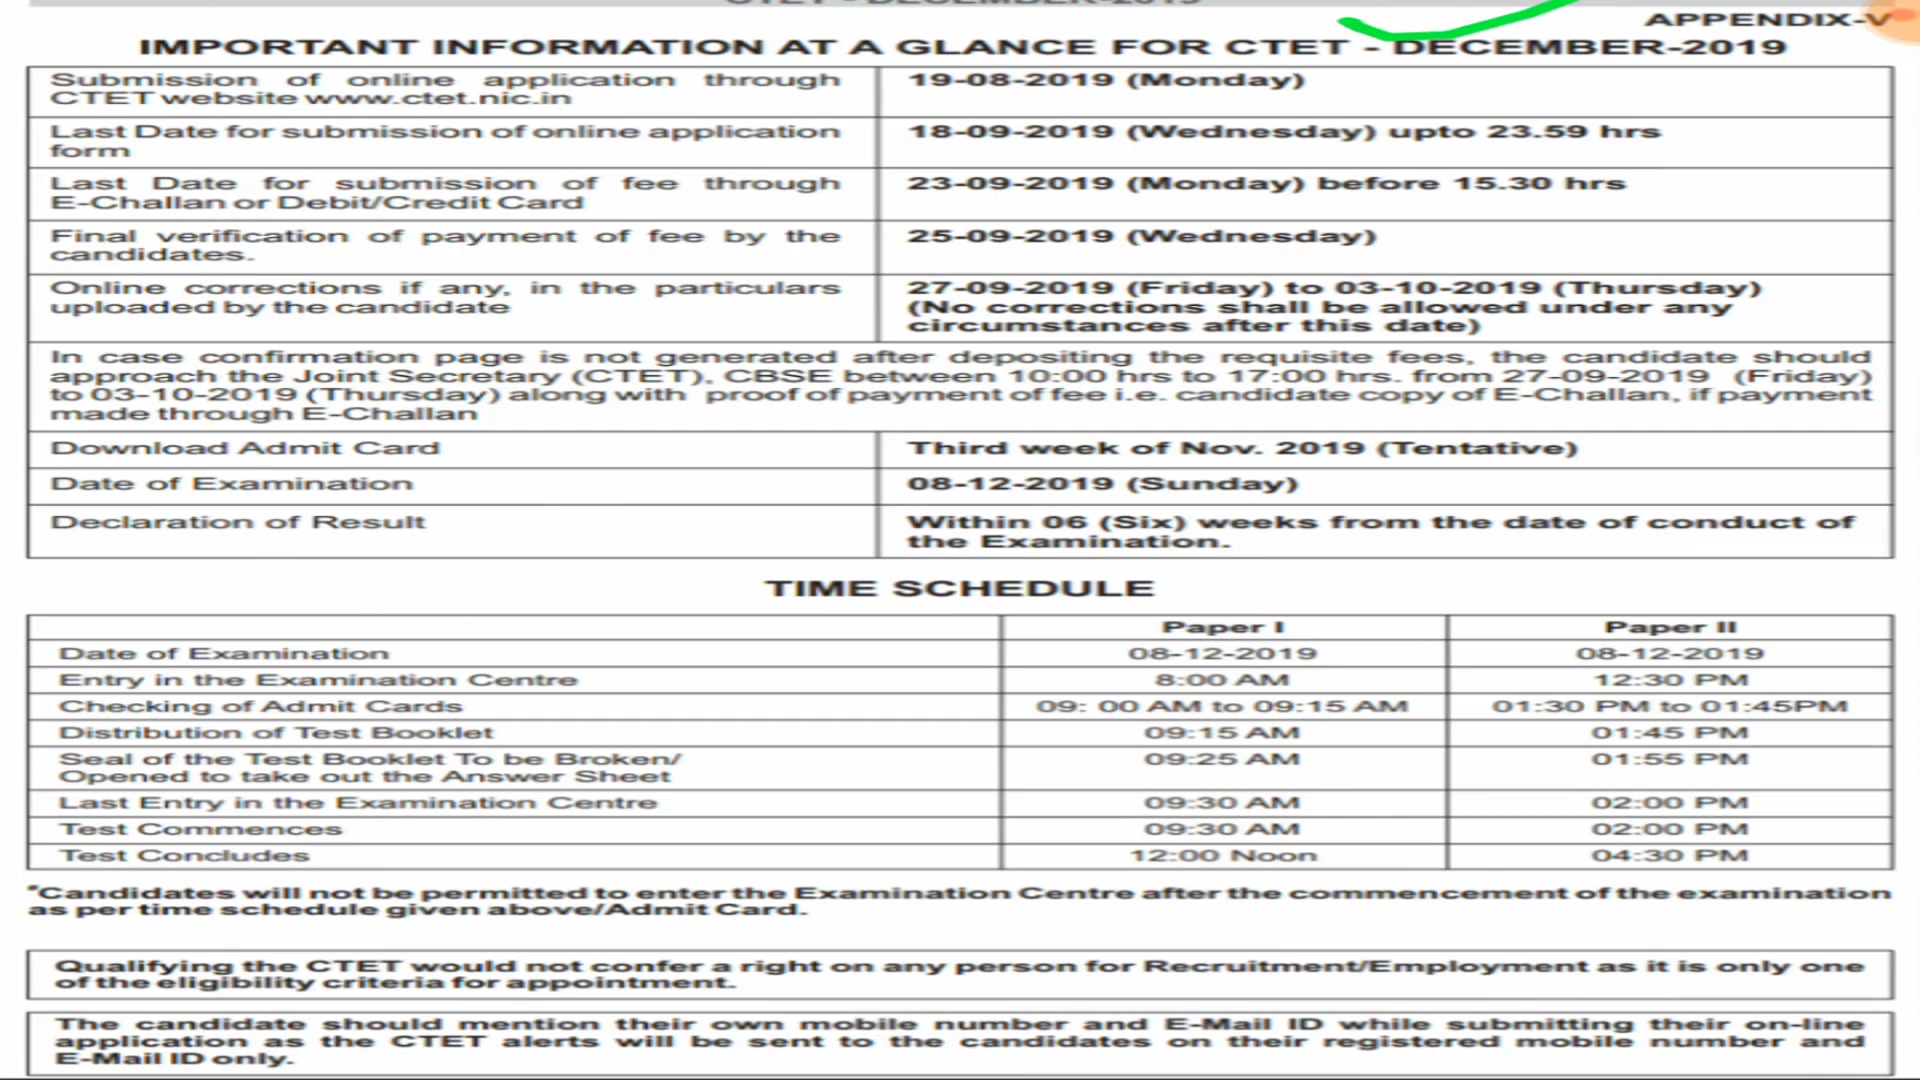 CTET - DECEMBER-2019
APPENDIX-V
IMPORTANT INFORMATION AT A GLANCE FOR CTET - DECEMBER-2019
Submission of online application through
CTET website www.ctet.nic.in
19-08-2019 (Monday)
Last Date for submission of online application
form
18-09-2019 (Wednesday) upto 23.59 hrs
Last Date for submission of fee through
E-Challan or Debit/Credit Card
23-09-2019 (Monday) before 15.30 hrs
Final verification of payment of fee by the
candidates.
25-09-2019 (Wednesday)
Online corrections if any, in the particulars
uploaded by the candidate
27-09-2019 (Friday) to 03-10-2019 (Thursday)
(No corrections shall be allowed under any
circumstances after this date)
In case confirmation page is not generated after depositing the requisite fees, the candidate should
approach the Joint Secretary (CTET), CBSE between 10:00 hrs to 17:00 hrs. from 27-09-2019 (Friday)
to 03-10-2019 (Thursday) along with proof of payment of fee i.e. candidate copy of E-Challan, if payment
made through E-Challan
Download Admit Card
Third week of Nov. 2019 (Tentative)
Date of Examination
08-12-2019 (Sunday)
Declaration of Result
Within 06 (Six) weeks from the date of conduct of
the Examination.
TIME SCHEDULE
Paper I Paper II
Date of Examination 08-12-2019 08-12-2019
Entry in the Examination Centre 8:00 AM 12:30 PM
Checking of Admit Cards 09: 00 AM to 09:15 AM 01:30 PM to 01:45PM
Distribution of Test Booklet 09:15 AM 01:45 PM
Seal of the Test Booklet To be Broken/
Opened to take out the Answer Sheet
09:25 AM 01:55 PM
Last Entry in the Examination Centre 09:30 AM 02:00 PM
Test Commences 09:30 AM 02:00 PM
Test Concludes 12:00 Noon 04:30 PM
*Candidates will not be permitted to enter the Examination Centre after the commencement of the examination
as per time schedule given above/Admit Card.
Qualifying the CTET would not confer a right on any person for Recruitment/Employment as it is only one
of the eligibility criteria for appointment.
The candidate should mention their own mobile number and E-Mail ID while submitting their on-line
application as the CTET alerts will be sent to the candidates on their registered mobile number and
E-Mail ID only.